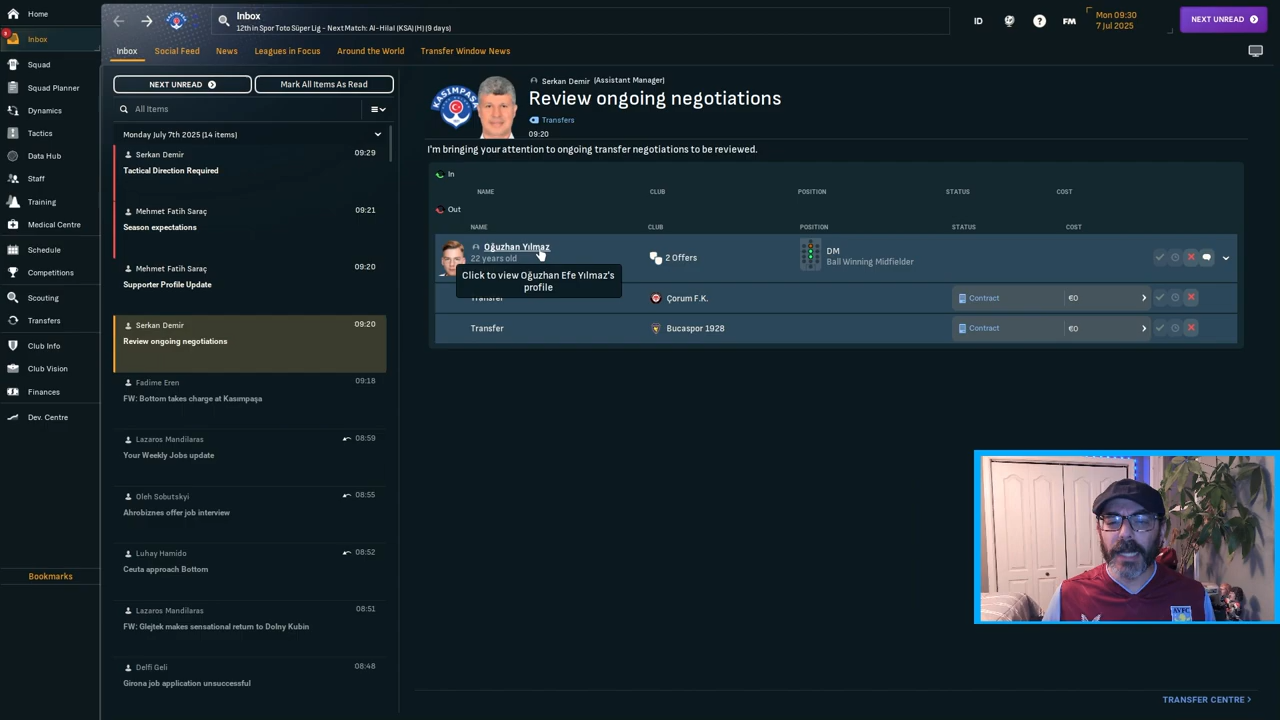 Home
Inbox
Squad
Squad Planner
Dynamics
Tactics
Data Hub
Staff
Training
Medical Centre
Schedule
Competitions
Scouting
Transfers
Club Info
Club Vision
Finances
Dev. Centre
Bookmarks
Inbox
12th in Spor Toto Süper Lig - Next Match: Al-Hilal (KSA) (H) (9 days)
ID
FM
Mon 09:30
7 Jul 2025
NEXT UNREAD
Inbox
Social Feed
News
Leagues in Focus
Around the World
Transfer Window News
NEXT UNREAD
Mark All Items As Read
All Items
Monday July 7th 2025 (14 items)
Serkan Demir
09:29
Tactical Direction Required
Mehmet Fatih Saraç
09:21
Season expectations
Mehmet Fatih Saraç
09:20
Supporter Profile Update
Serkan Demir
09:20
Review ongoing negotiations
Fadime Eren
09:18
FW: Bottom takes charge at Kasımpaşa
Lazaros Mandilaras
08:59
Your Weekly Jobs update
Oleh Sobutskyi
08:55
Ahrobiznes offer job interview
Luhay Hamido
08:52
Ceuta approach Bottom
Lazaros Mandilaras
08:51
FW: Glejtek makes sensational return to Dolny Kubin
Delfi Geli
08:48
Girona job application unsuccessful
KASIMPAŞA
Serkan Demir (Assistant Manager)
Review ongoing negotiations
Transfers
09:20
I'm bringing your attention to ongoing transfer negotiations to be reviewed.
In
NAME CLUB POSITION STATUS COST
Out
NAME CLUB POSITION STATUS COST
Oğuzhan Yılmaz
22 years old
2 Offers
DM
Ball Winning Midfielder
Click to view Oğuzhan Efe Yılmaz's
profile
Transfer
Çorum F.K.
Contract
€0
Transfer
Bucaspor 1928
Contract
€0
AVFC
TRANSFER CENTRE